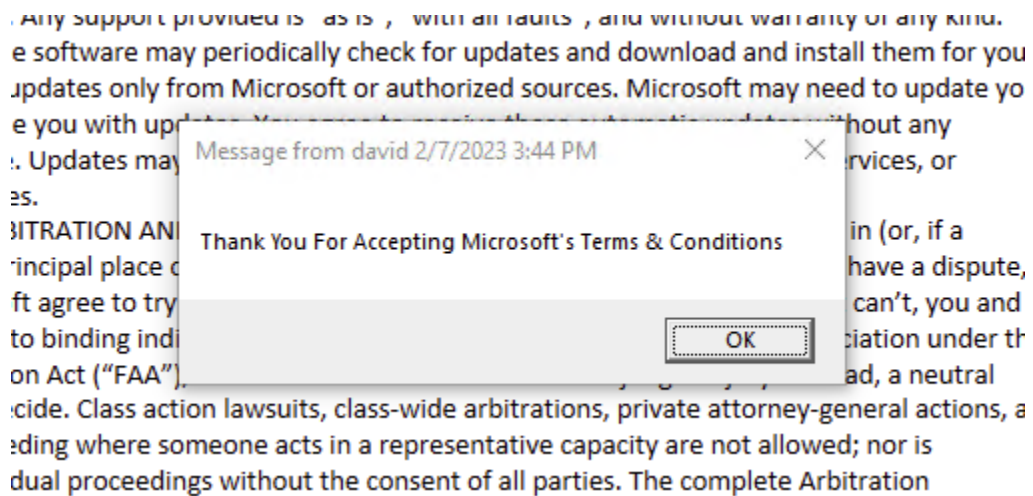 . Any support provided is "as is", "with all faults", and without warranty of any kind.
e software may periodically check for updates and download and install them for you
updates only from Microsoft or authorized sources. Microsoft may need to update yo
e you with updates. You agree to receive these automatic updates without any
. Updates may
rvices, or
es.
BITRATION AN
in (or, if a
rincipal place
have a dispute,
ft agree to try
can't, you and
to binding indi
ciation under th
on Act ("FAA"),
ad, a neutral
ecide. Class action lawsuits, class-wide arbitrations, private attorney-general actions, a
eding where someone acts in a representative capacity are not allowed; nor is
dual proceedings without the consent of all parties. The complete Arbitration
Message from david 2/7/2023 3:44 PM
Thank You For Accepting Microsoft's Terms & Conditions
OK